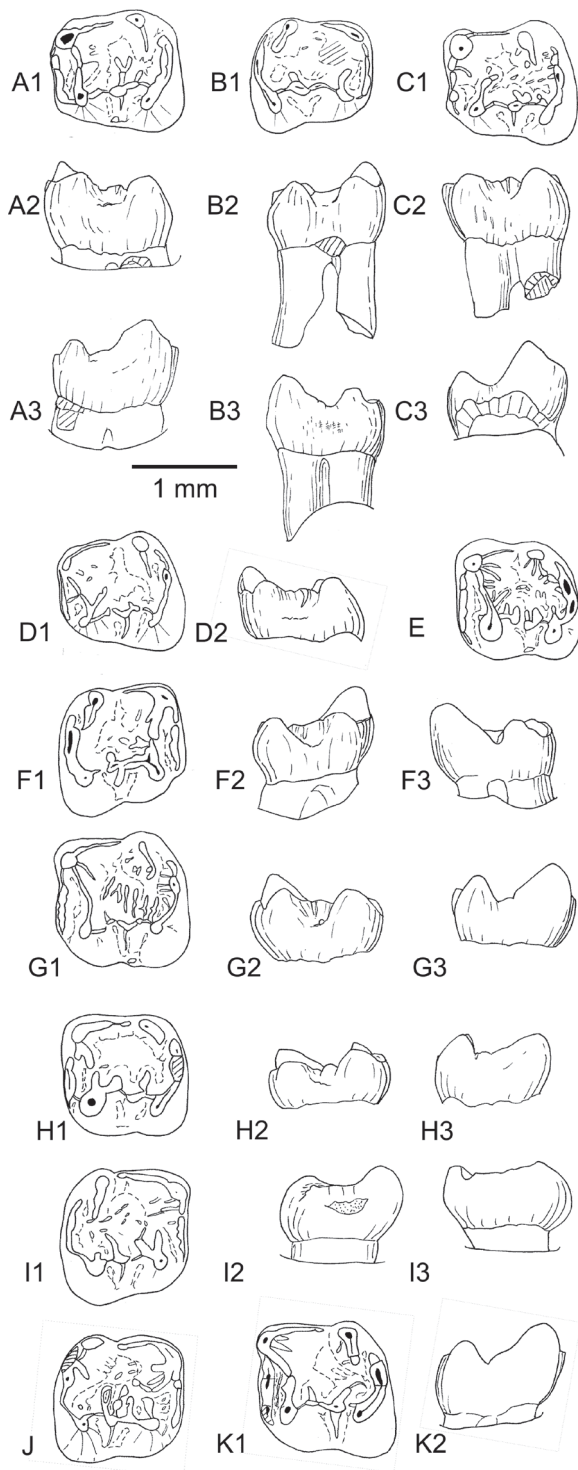 A1 B1 C1
A2 B2 C2
A3 B3 C3
1 mm
D1 D2 E
F1 F2 F3
G1 G2 G3
H1 H2 H3
I1 I2 I3
J K1 K2